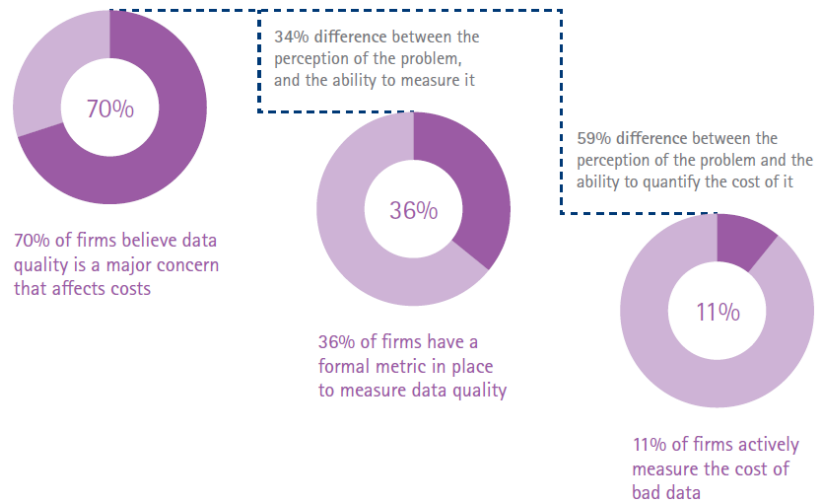 70%
70% of firms believe data
quality is a major concern
that affects costs
34% difference between the
perception of the problem,
and the ability to measure it
36%
36% of firms have a
formal metric in place
to measure data quality
59% difference between the
perception of the problem and the
ability to quantify the cost of it
11%
11% of firms actively
measure the cost of
bad data